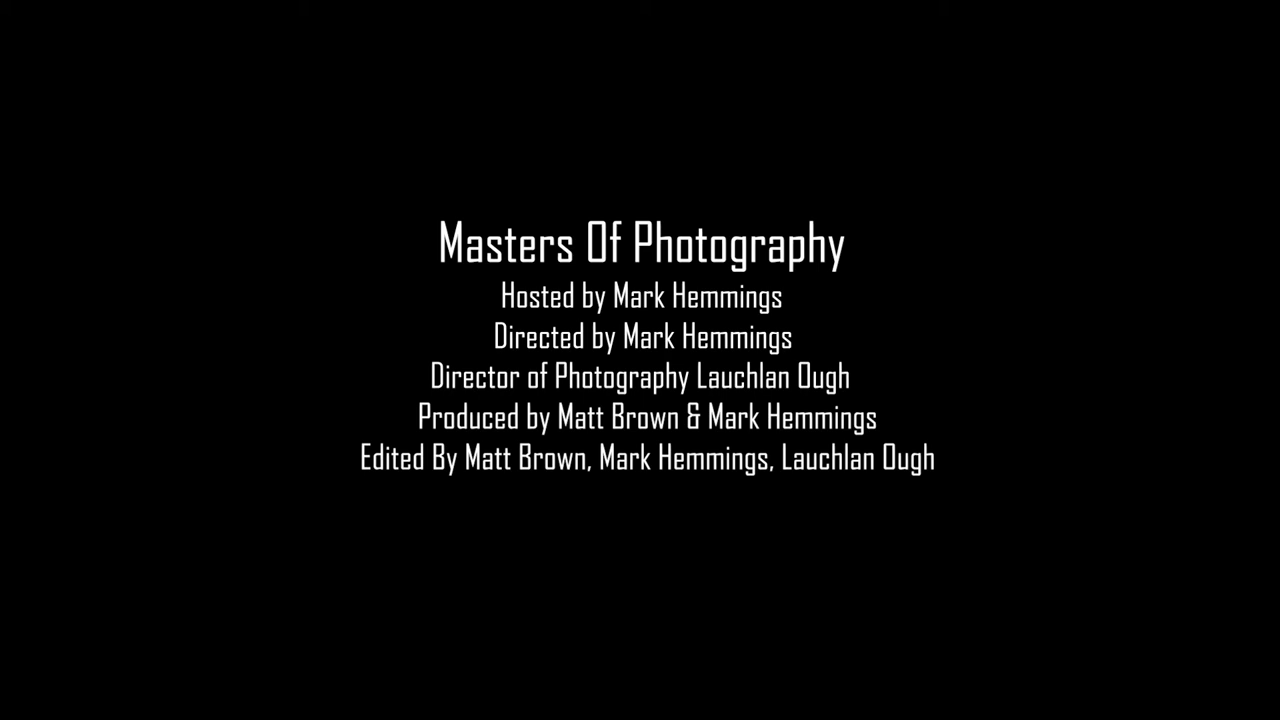 Masters Of Photography
Hosted by Mark Hemmings
Directed by Mark Hemmings
Director of Photography Lauchlan Ough
Produced by Matt Brown & Mark Hemmings
Edited By Matt Brown, Mark Hemmings, Lauchlan Ough